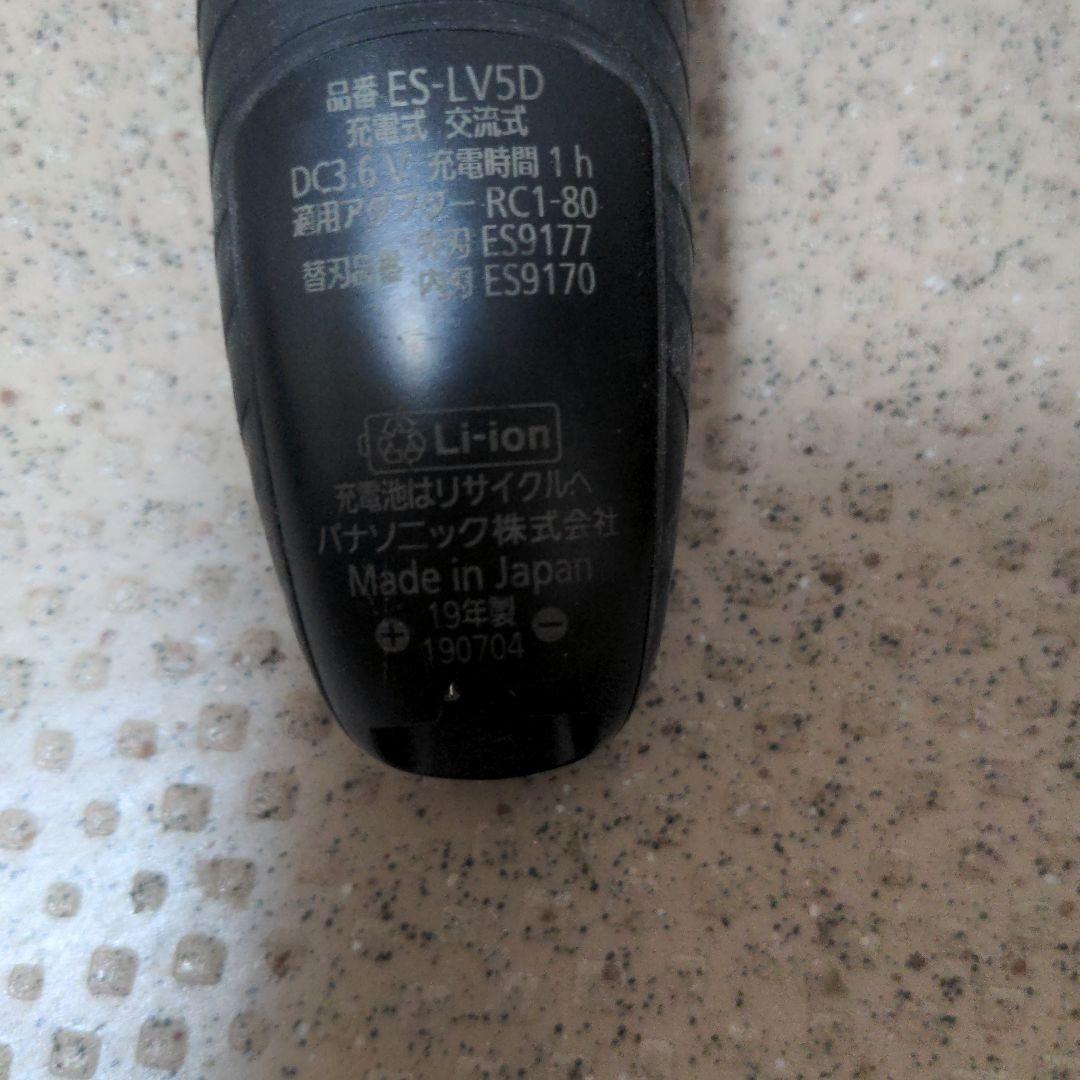 品番 ES-LV5D
充電式 交流式
DC3.6 V 充電時間 1 h
適用アダプター RC1-80
替刃品番 外刃 ES9177
内刃 ES9170
Li-ion
充電池はリサイクルへ
パナソニック株式会社
Made in Japan
19年製
+ 190704 −